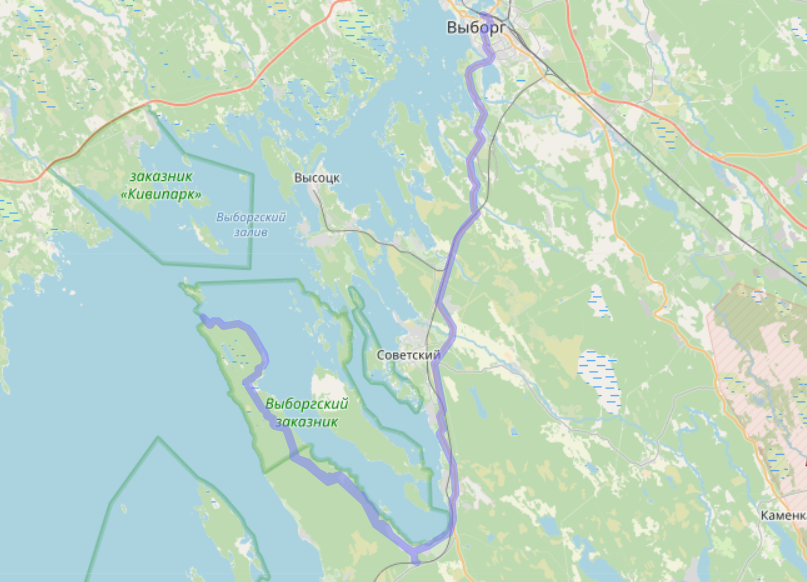 Выборг
заказник
«Кивипарк»
Высоцк
Выборгский
залив
Советский
Выборгский
заказник
Каменк